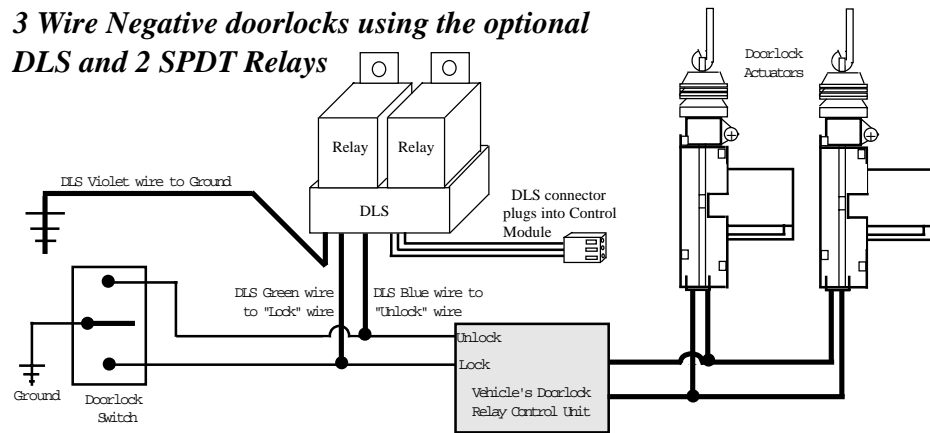 3 Wire Negative doorlocks using the optional
DLS and 2 SPDT Relays
Doorlock
Actuators
Relay
Relay
DLS Violet wire to Ground
DLS
DLS connector
plugs into Control
Module
DLS Green wire
to "Lock" wire
DLS Blue wire to
"Unlock" wire
Unlock
Lock
Vehicle's Doorlock
Relay Control Unit
Ground
Doorlock
Switch